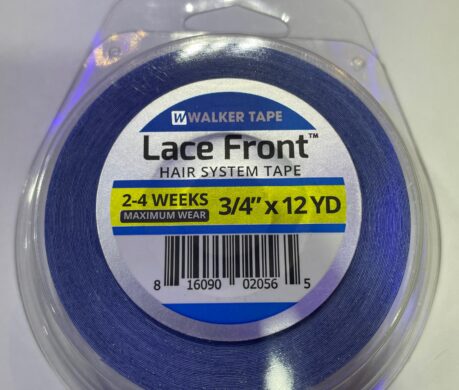 W WALKER TAPE
Lace Front™
HAIR SYSTEM TAPE
2-4 WEEKS
MAXIMUM WEAR
3/4” x 12 YD
8 16090 02056 5